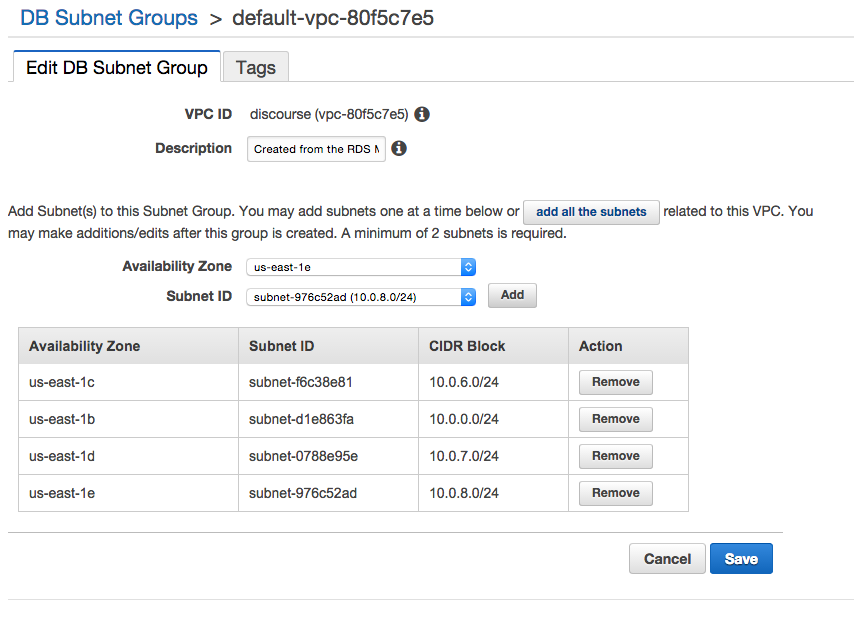 DB Subnet Groups > default-vpc-80f5c7e5
Edit DB Subnet Group Tags
VPC ID discourse (vpc-80f5c7e5) i
Description Created from the RDS M i
Add Subnet(s) to this Subnet Group. You may add subnets one at a time below or add all the subnets related to this VPC. You
may make additions/edits after this group is created. A minimum of 2 subnets is required.
Availability Zone us-east-1e
Subnet ID subnet-976c52ad (10.0.8.0/24) Add
Availability Zone Subnet ID CIDR Block Action
us-east-1c subnet-f6c38e81 10.0.6.0/24 Remove
us-east-1b subnet-d1e863fa 10.0.0.0/24 Remove
us-east-1d subnet-0788e95e 10.0.7.0/24 Remove
us-east-1e subnet-976c52ad 10.0.8.0/24 Remove
Cancel Save